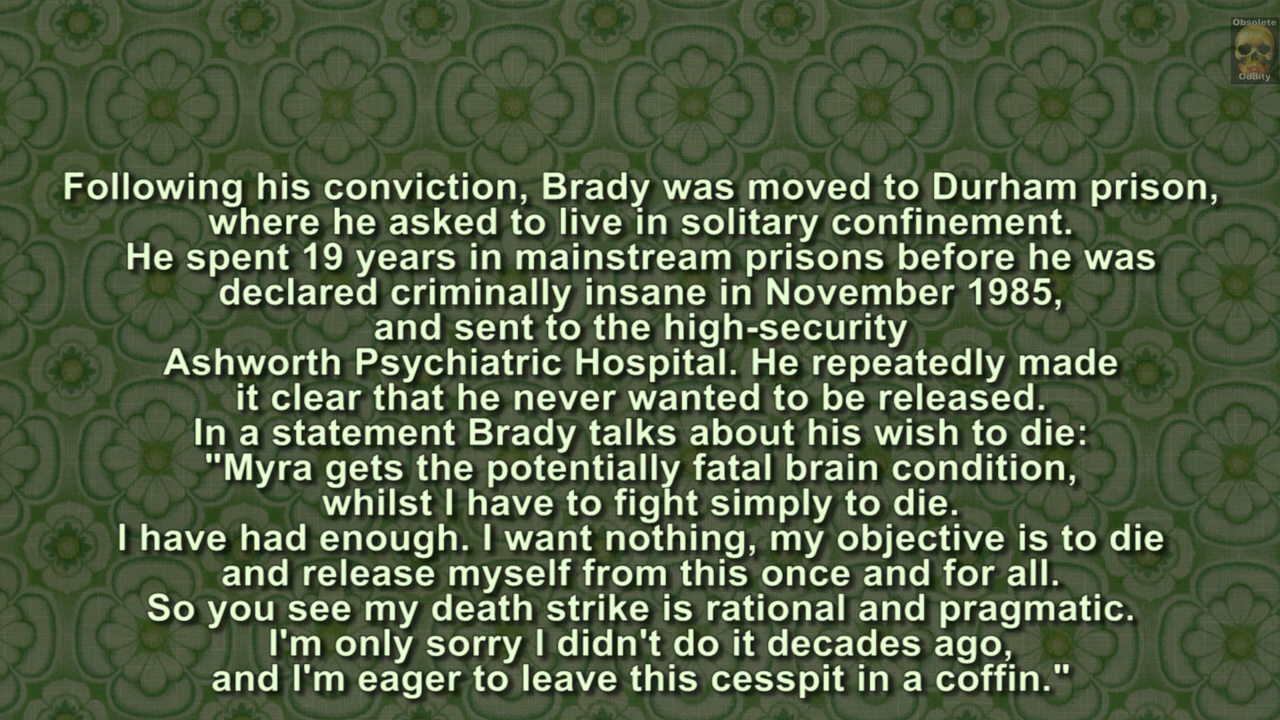 Obsolete
Oddity
Following his conviction, Brady was moved to Durham prison,
where he asked to live in solitary confinement.
He spent 19 years in mainstream prisons before he was
declared criminally insane in November 1985,
and sent to the high-security
Ashworth Psychiatric Hospital. He repeatedly made
it clear that he never wanted to be released.
In a statement Brady talks about his wish to die:
"Myra gets the potentially fatal brain condition,
whilst I have to fight simply to die.
I have had enough. I want nothing, my objective is to die
and release myself from this once and for all.
So you see my death strike is rational and pragmatic.
I'm only sorry I didn't do it decades ago,
and I'm eager to leave this cesspit in a coffin."